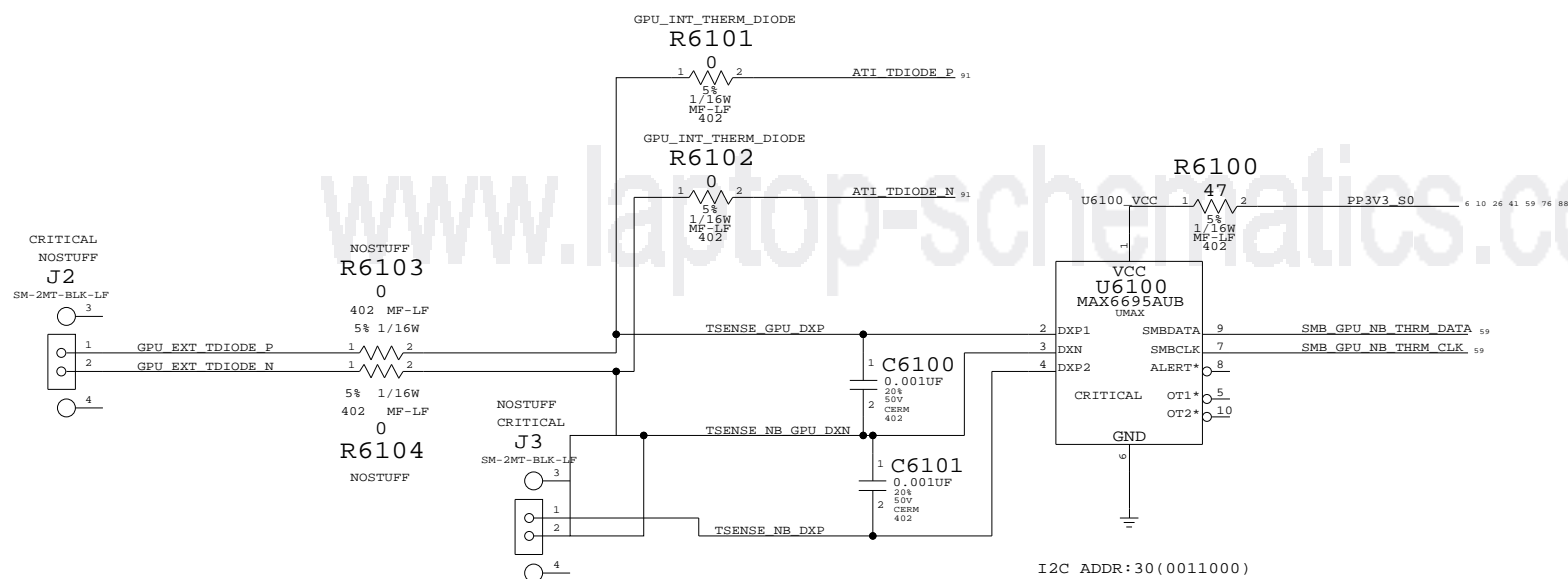 GPU_INT_THERM_DIODE
R6101
0
1 2
ATI_TDIODE_P 91
5%
1/16W
MF-LF
402
GPU_INT_THERM_DIODE
R6102
0
1 2
ATI_TDIODE_N 91
5%
1/16W
MF-LF
402
www.laptop-schematics.co
R6100
47
U6100_VCC 1 2 PP3V3_S0 6 10 26 41 59 76 88
5%
1/16W
MF-LF
402
CRITICAL
NOSTUFF
J2
SM-2MT-BLK-LF
3
1
2
4
GPU_EXT_TDIODE_P
GPU_EXT_TDIODE_N
NOSTUFF
R6103
0
402 MF-LF
5% 1/16W
1 2
1 2
5% 1/16W
402 MF-LF
0
R6104
NOSTUFF
TSENSE_GPU_DXP
C6100
1
0.001UF
20%
50V
2
CERM
402
TSENSE_NB_GPU_DXN
NOSTUFF
CRITICAL
J3
SM-2MT-BLK-LF
3
1
2
4
C6101
1
0.001UF
20%
50V
2
CERM
402
TSENSE_NB_DXP
1
VCC
U6100
MAX6695AUB
UMAX
2 DXP1 SMBDATA 9 SMB_GPU_NB_THRM_DATA 59
3 DXN SMBCLK 7 SMB_GPU_NB_THRM_CLK 59
4 DXP2 ALERT* 8
CRITICAL OT1* 5
OT2* 10
GND
6
I2C ADDR:30(0011000)